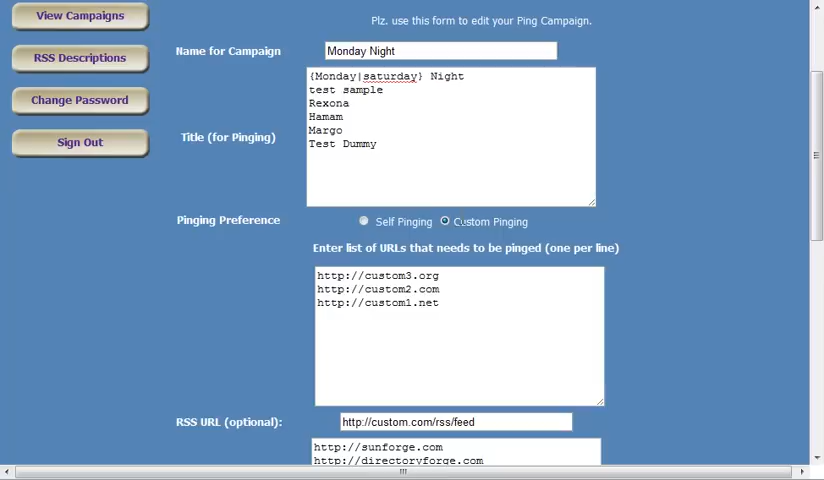 View Campaigns
RSS Descriptions
Change Password
Sign Out
Plz. use this form to edit your Ping Campaign.
Name for Campaign
Monday Night
Title (for Pinging)
{Monday|saturday} Night
test sample
Rexona
Hamam
Margo
Test Dummy
Pinging Preference
Self Pinging
Custom Pinging
Enter list of URLs that needs to be pinged (one per line)
http://custom3.org
http://custom2.com
http://custom1.net
RSS URL (optional):
http://custom.com/rss/feed
http://sunforge.com
http://directoryforge.com